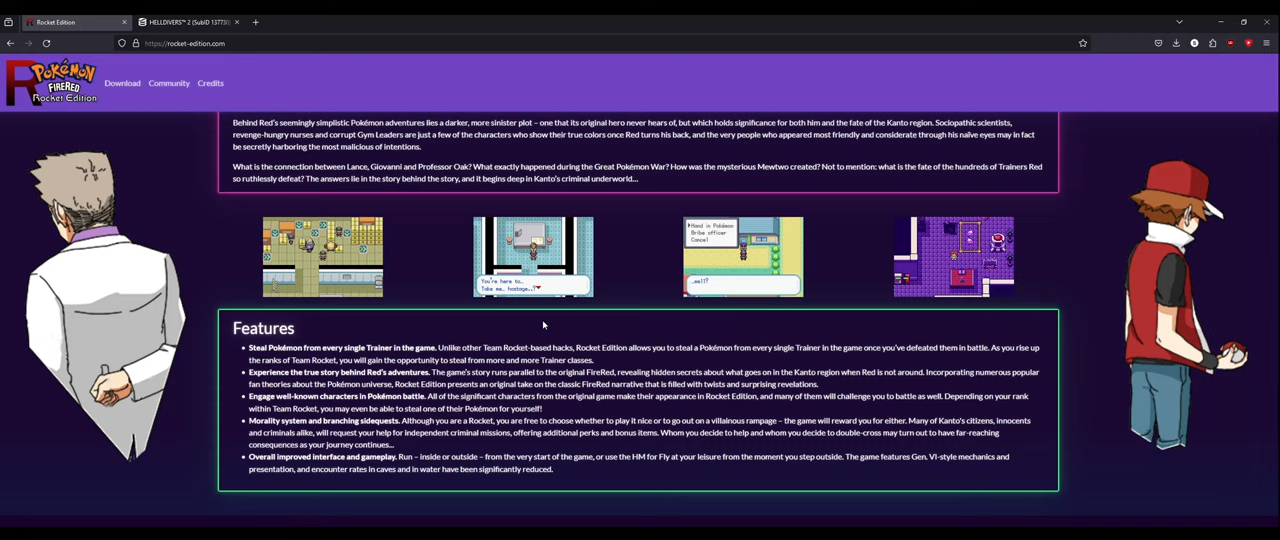 Rocket Edition
HELLDIVERS™ 2 (SubID 137730)
https://rocket-edition.com
POKéMON
FIRERED
Rocket Edition
Download
Community
Credits
Behind Red's seemingly simplistic Pokémon adventures lies a darker, more sinister plot – one that its original hero never hears of, but which holds significance for both him and the fate of the Kanto region. Sociopathic scientists,
revenge-hungry nurses and corrupt Gym Leaders are just a few of the characters who show their true colors once Red turns his back, and the very people who appeared most friendly and considerate through his naïve eyes may in fact
be secretly harboring the most malicious of intentions.
What is the connection between Lance, Giovanni and Professor Oak? What exactly happened during the Great Pokémon War? How was the mysterious Mewtwo created? Not to mention: what is the fate of the hundreds of Trainers Red
so ruthlessly defeat? The answers lie in the story behind the story, and it begins deep in Kanto's criminal underworld...
You're here to...
Take me... hostage..?
Hand in Pokémon
Bribe officer
Cancel
...well?
Features
• Steal Pokémon from every single Trainer in the game. Unlike other Team Rocket-based hacks, Rocket Edition allows you to steal a Pokémon from every single Trainer in the game once you've defeated them in battle. As you rise up
the ranks of Team Rocket, you will gain the opportunity to steal from more and more Trainer classes.
• Experience the true story behind Red's adventures. The game's story runs parallel to the original FireRed, revealing hidden secrets about what goes on in the Kanto region when Red is not around. Incorporating numerous popular
fan theories about the Pokémon universe, Rocket Edition presents an original take on the classic FireRed narrative that is filled with twists and surprising revelations.
• Engage well-known characters in Pokémon battle. All of the significant characters from the original game make their appearance in Rocket Edition, and many of them will challenge you to battle as well. Depending on your rank
within Team Rocket, you may even be able to steal one of their Pokémon for yourself!
• Morality system and branching sidequests. Although you are a Rocket, you are free to choose whether to play it nice or to go out on a villainous rampage – the game will reward you for either. Many of Kanto's citizens, innocents
and criminals alike, will request your help for independent criminal missions, offering additional perks and bonus items. Whom you decide to help and whom you decide to double-cross may turn out to have far-reaching
consequences as your journey continues...
• Overall improved interface and gameplay. Run – inside or outside – from the very start of the game, or use the HM for Fly at your leisure from the moment you step outside. The game features Gen. VI-style mechanics and
presentation, and encounter rates in caves and in water have been significantly reduced.